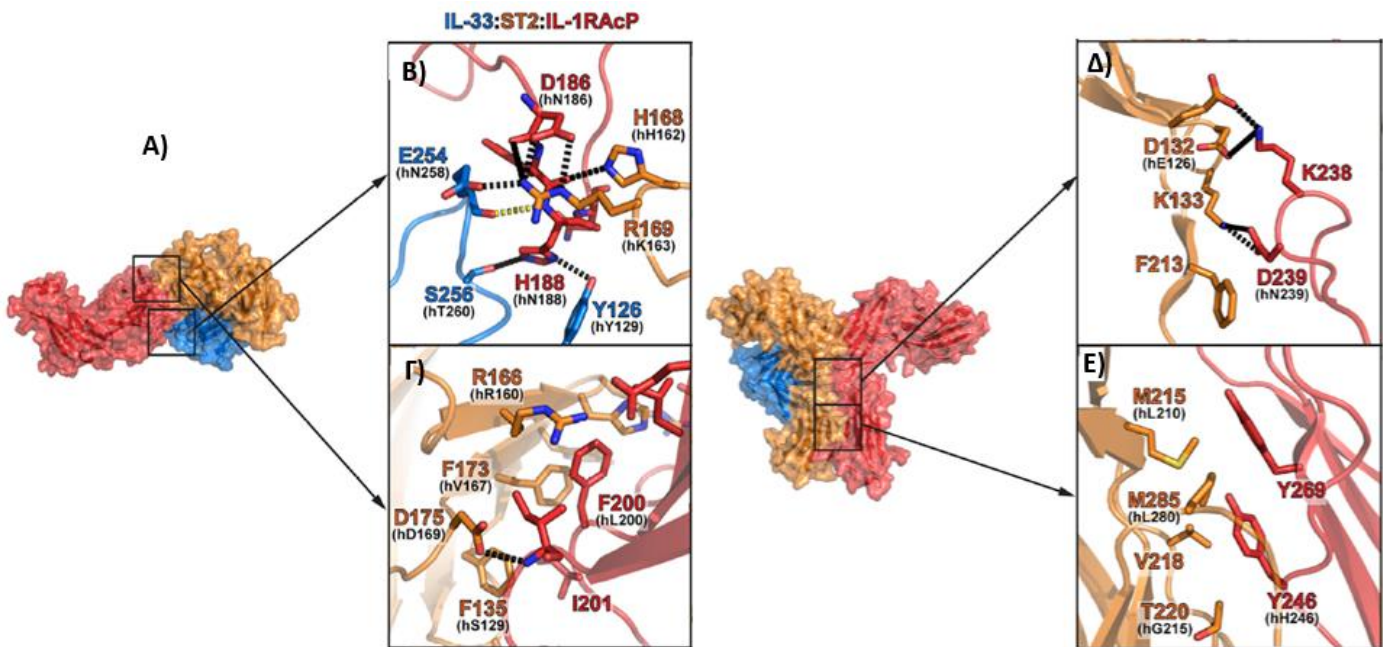 IL-33:ST2:IL-1RAcP
Α)
Β)
D186
(hN186)
H168
(hH162)
E254
(hN258)
R169
(hK163)
S256
(hT260)
H188
(hN188)
Y126
(hY129)
Γ)
R166
(hR160)
F173
(hV167)
F200
(hL200)
D175
(hD169)
F135
(hS129)
I201
Δ)
D132
(hE126)
K238
K133
F213
D239
(hN239)
Ε)
M215
(hL210)
Y269
M285
(hL280)
V218
Y246
(hH246)
T220
(hG215)